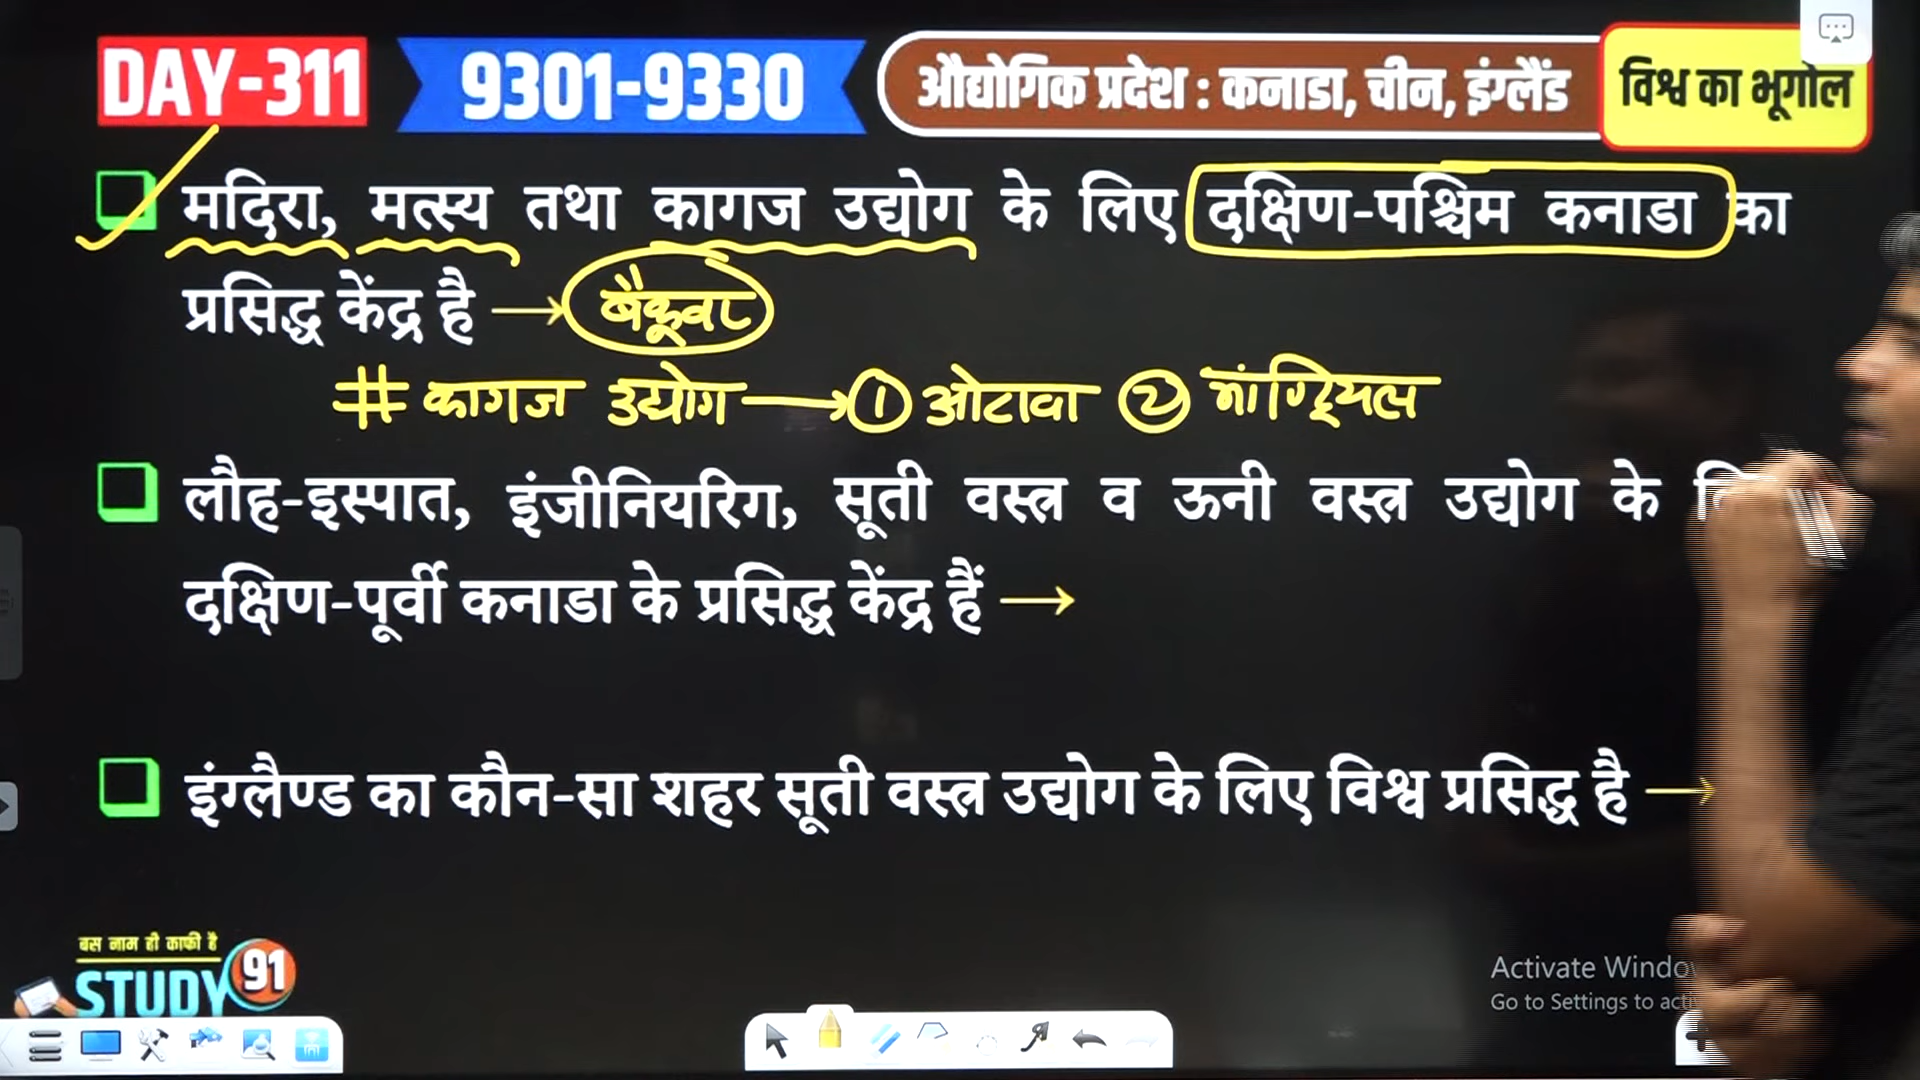 DAY-311
9301-9330
औद्योगिक प्रदेश : कनाडा, चीन, इंग्लैंड
विश्व का भूगोल
मदिरा, मत्स्य तथा कागज उद्योग के लिए दक्षिण-पश्चिम कनाडा का
प्रसिद्ध केंद्र है → बैंकूवर
# कागज उद्योग → ① ओटावा ② मांट्रियल
लौह-इस्पात, इंजीनियरिग, सूती वस्त्र व ऊनी वस्त्र उद्योग के
दक्षिण-पूर्वी कनाडा के प्रसिद्ध केंद्र हैं →
इंग्लैण्ड का कौन-सा शहर सूती वस्त्र उद्योग के लिए विश्व प्रसिद्ध है →
बस नाम ही काफी है
STUDY 91
Activate Windo
Go to Settings to acti